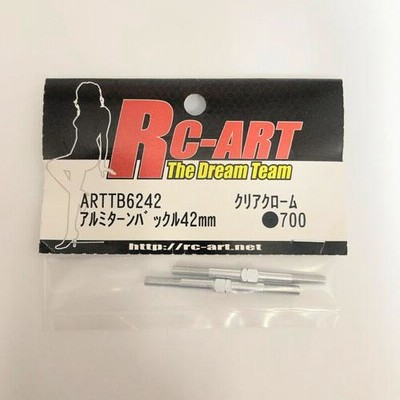 RC-ART
The Dream Team
ARTTB6242 クリアクローム
アルミターンバックル42mm ●700
http://rc-art.net